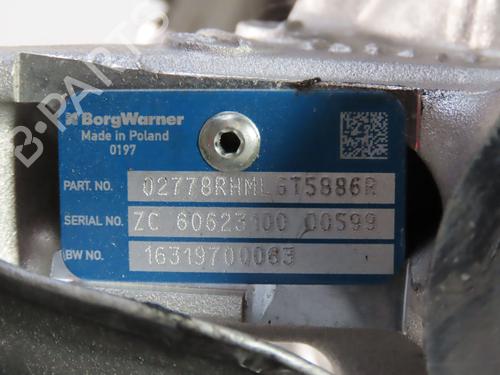 B-PARTS
BorgWarner
Made in Poland
0197
PART. NO. 02778RHML6T5886R
SERIAL NO. ZC 60623100 00599
BW NO. 16319700063